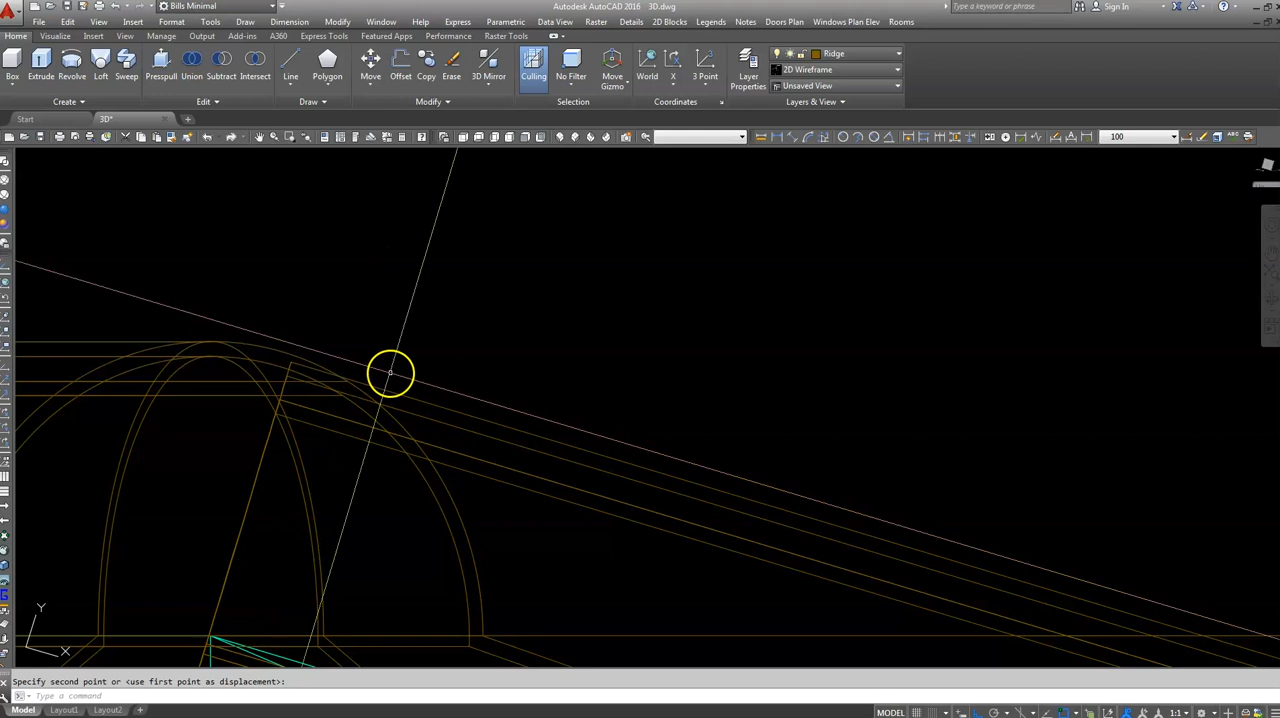 Bills Minimal
Autodesk AutoCAD 2016 3D.dwg
Type a keyword or phrase
Sign In
File Edit View Insert Format Tools Draw Dimension Modify Window Help Express Parametric Data View Raster Details 2D Blocks Legends Notes Doors Plan Windows Plan Elev Rooms
Home Visualize Insert View Manage Output Add-ins A360 Express Tools Featured Apps Performance Raster Tools
Ridge
2D Wireframe
Unsaved View
Box Extrude Revolve Loft Sweep Presspull Union Subtract Intersect Line Polygon Move Offset Copy Erase 3D Mirror Culling No Filter Move Gizmo World X 3 Point Layer Properties
Create Edit Draw Modify Selection Coordinates Layers & View
Start 3D*
100
Y
X
Specify second point or <use first point as displacement>:
Type a command
Model Layout1 Layout2
MODEL 1:1